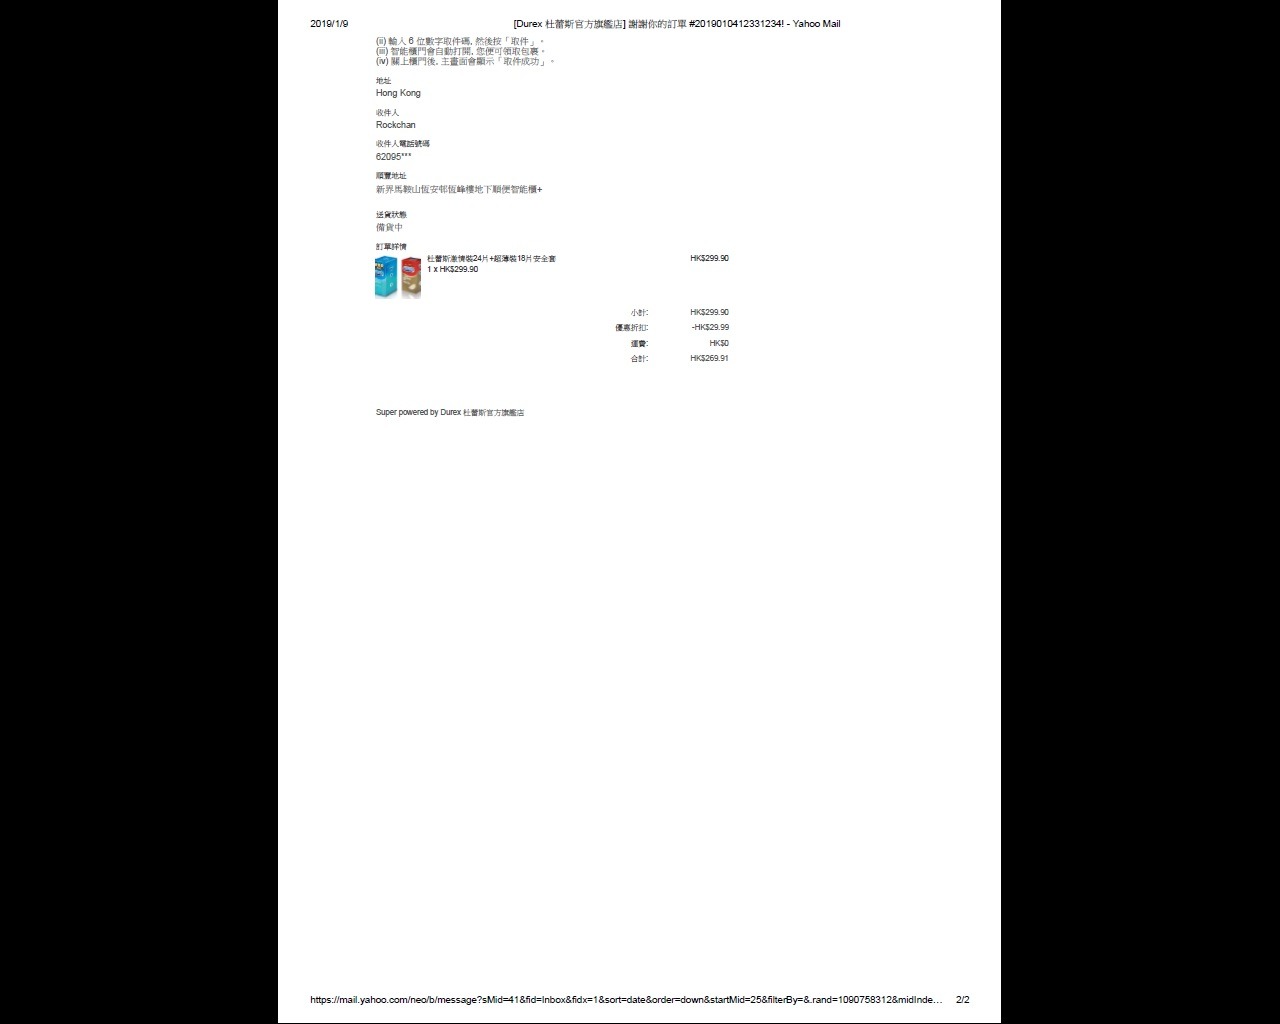 2019/1/9 [Durex 杜蕾斯官方旗艦店] 謝謝你的訂單 #2019010412331234! - Yahoo Mail
(ii) 輸入 6 位數字取件碼, 然後按「取件」。
(iii) 智能櫃門會自動打開, 您便可領取包裹。
(iv) 關上櫃門後, 主畫面會顯示「取件成功」。
地址
Hong Kong
收件人
Rockchan
收件人電話號碼
62095***
順豐地址
新界馬鞍山恆安邨恆峰樓地下順便智能櫃+
送貨狀態
備貨中
訂單詳情
杜蕾斯激情裝24片+超薄裝18片安全套 HK$299.90
1 x HK$299.90
小計: HK$299.90
優惠折扣: -HK$29.99
運費: HK$0
合計: HK$269.91
Super powered by Durex 杜蕾斯官方旗艦店
https://mail.yahoo.com/neo/b/message?sMid=41&fid=Inbox&fidx=1&sort=date&order=down&startMid=25&filterBy=&.rand=1090758312&midInde… 2/2